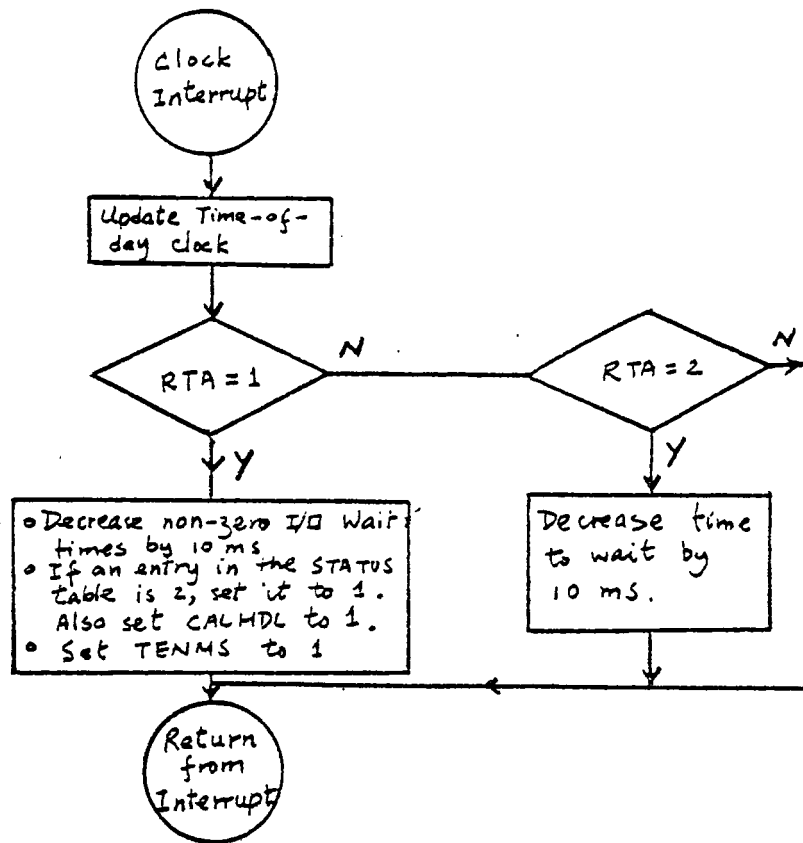 Clock
Interrupt
Update Time-of-
day clock
RTA = 1
N
RTA = 2
N
Y
Y
• Decrease non-zero I/O Wait
times by 10 ms
• If an entry in the STATUS
table is 2, set it to 1.
Also set CALHDL to 1.
• Set TENMS to 1
Decrease time
to wait by
10 ms.
Return
from
Interrupt